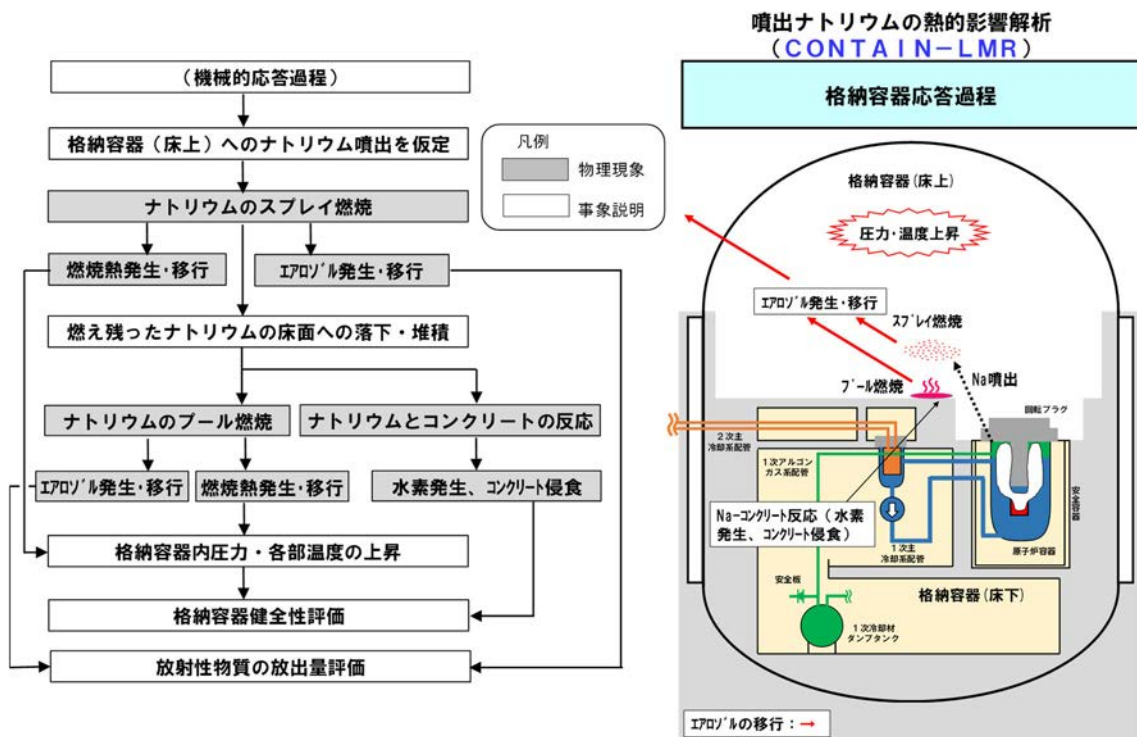 (機械的応答過程)
格納容器(床上)へのナトリウム噴出を仮定
ナトリウムのスプレイ燃焼
燃焼熱発生・移行
エアロゾル発生・移行
燃え残ったナトリウムの床面への落下・堆積
ナトリウムのプール燃焼
ナトリウムとコンクリートの反応
エアロゾル発生・移行
燃焼熱発生・移行
水素発生、コンクリート侵食
格納容器内圧力・各部温度の上昇
格納容器健全性評価
放射性物質の放出量評価
凡例
物理現象
事象説明
噴出ナトリウムの熱的影響解析
(CONTAIN-LMR)
格納容器応答過程
格納容器(床上)
圧力・温度上昇
エアロゾル発生・移行
スプレイ燃焼
プール燃焼
Na噴出
回転プラグ
2次主
冷却系配管
1次アルゴン
ガス系配管
安全容器
Na-コンクリート反応(水素
発生、コンクリート侵食)
1次主
冷却系配管
原子炉容器
安全板
格納容器(床下)
1次冷却材
ダンプタンク
エアロゾルの移行:→